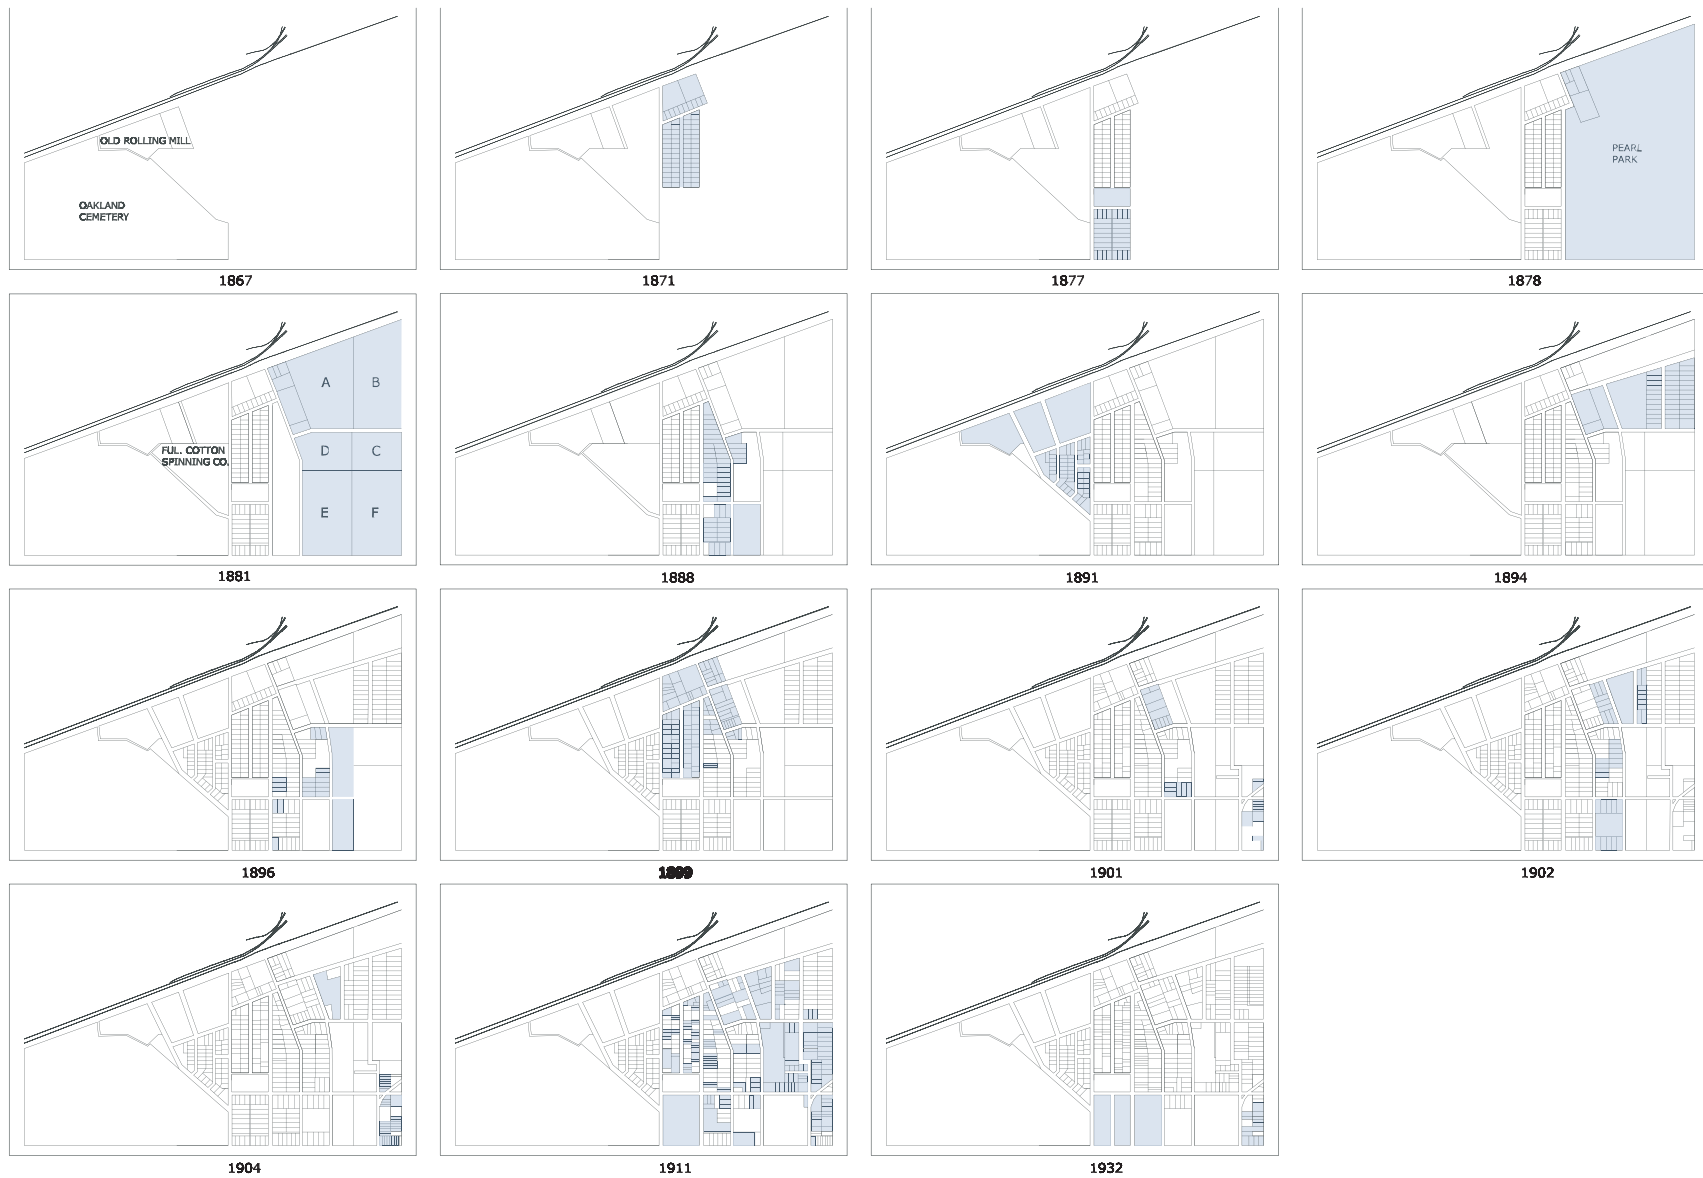 OLD ROLLING MILL
OAKLAND
CEMETERY
1867
1871
1877
PEARL
PARK
1878
A
B
FUL. COTTON
SPINNING CO.
D
C
E
F
1881
1888
1891
1894
1896
1901
1902
1904
1911
1932